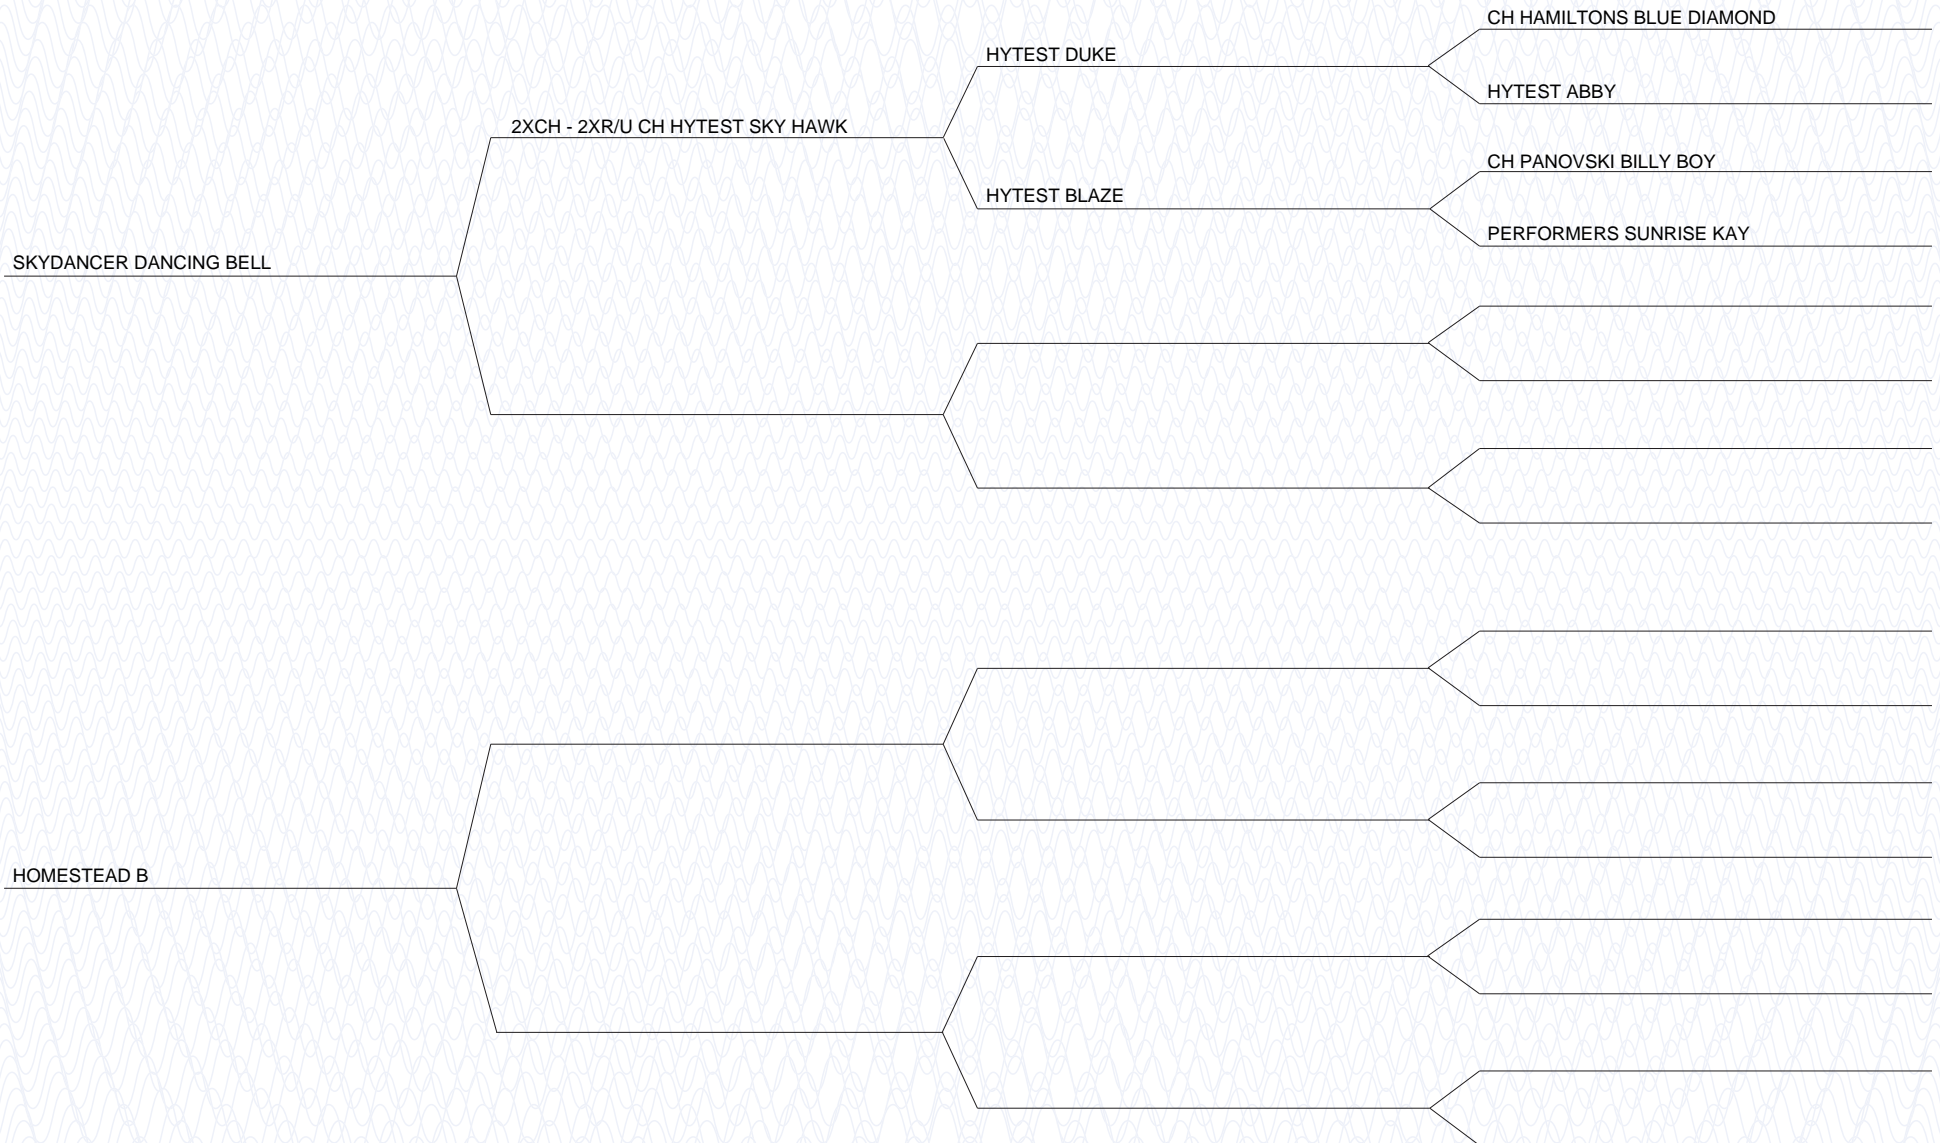 CH HAMILTONS BLUE DIAMOND
HYTEST DUKE
HYTEST ABBY
2XCH - 2XR/U CH HYTEST SKY HAWK
CH PANOVSKI BILLY BOY
HYTEST BLAZE
PERFORMERS SUNRISE KAY
SKYDANCER DANCING BELL
HOMESTEAD B